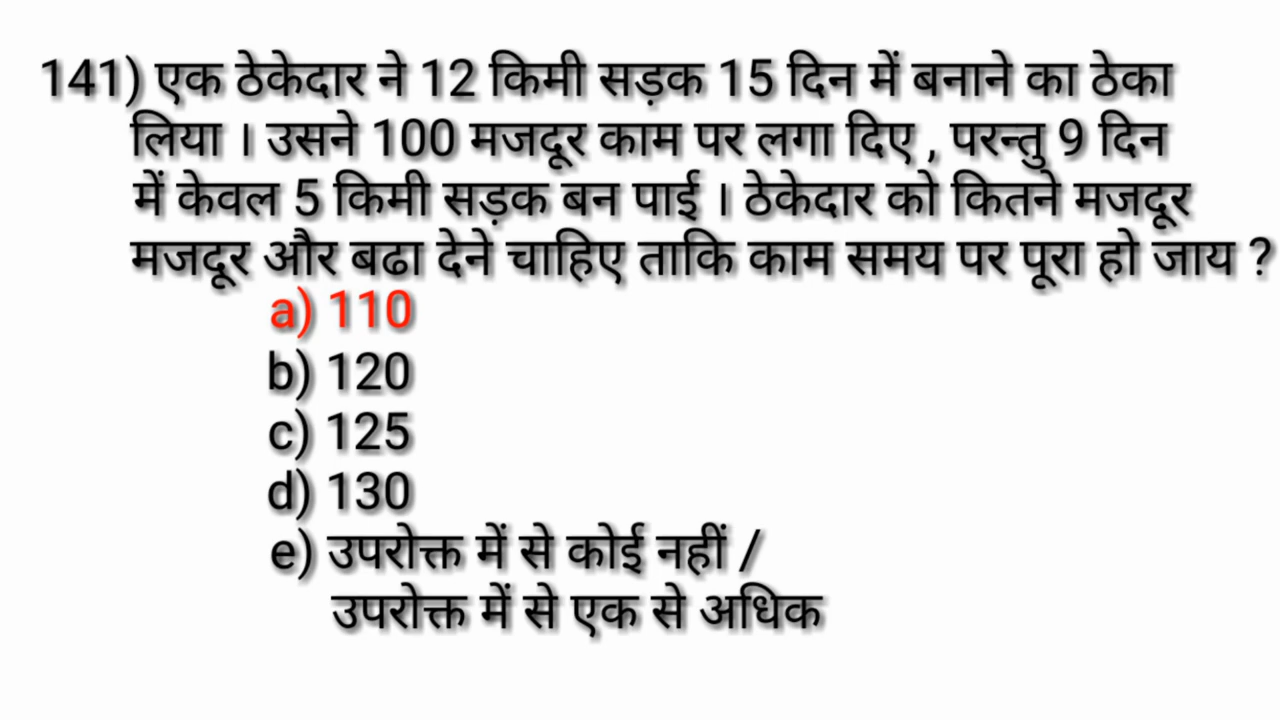 141) एक ठेकेदार ने 12 किमी सड़क 15 दिन में बनाने का ठेका
लिया । उसने 100 मजदूर काम पर लगा दिए , परन्तु 9 दिन
में केवल 5 किमी सड़क बन पाई । ठेकेदार को कितने मजदूर
मजदूर और बढा देने चाहिए ताकि काम समय पर पूरा हो जाय ?
a) 110
b) 120
c) 125
d) 130
e) उपरोक्त में से कोई नहीं /
उपरोक्त में से एक से अधिक